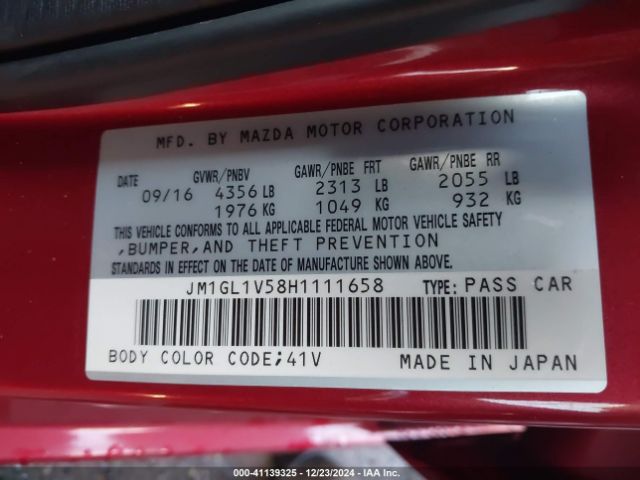 MFD. BY MAZDA MOTOR CORPORATION
DATE GVWR/PNBV GAWR/PNBE FRT GAWR/PNBE RR
09/16 4356 LB 2313 LB 2055 LB
1976 KG 1049 KG 932 KG
THIS VEHICLE CONFORMS TO ALL APPLICABLE FEDERAL MOTOR VEHICLE SAFETY
,BUMPER,AND THEFT PREVENTION
STANDARDS IN EFFECT ON THE DATE OF MANUFACTURE SHOWN ABOVE.
JM1GL1V58H1111658 TYPE: PASS CAR
BODY COLOR CODE;41V MADE IN JAPAN
000-41139325 - 12/23/2024 - IAA Inc.